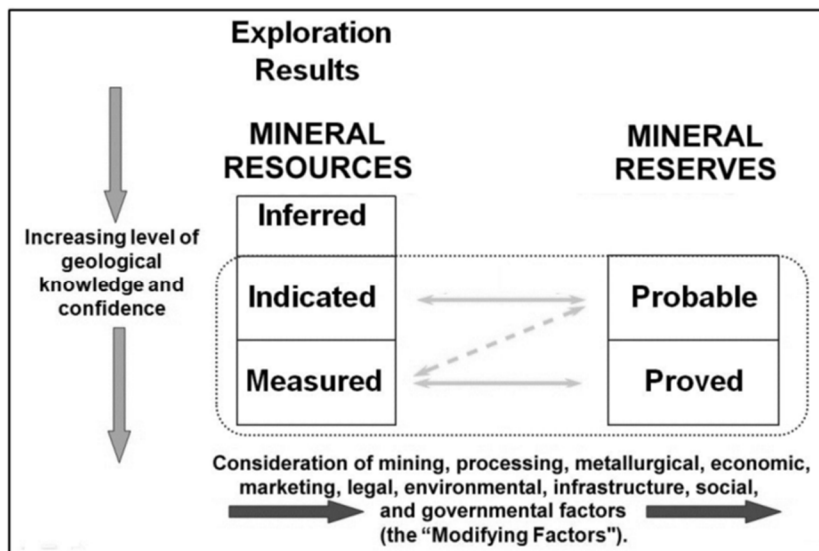 Exploration
Results
MINERAL
RESOURCES
MINERAL
RESERVES
Inferred
Increasing level of
geological
knowledge and
confidence
Indicated
Probable
Measured
Proved
Consideration of mining, processing, metallurgical, economic,
marketing, legal, environmental, infrastructure, social,
and governmental factors
(the “Modifying Factors").